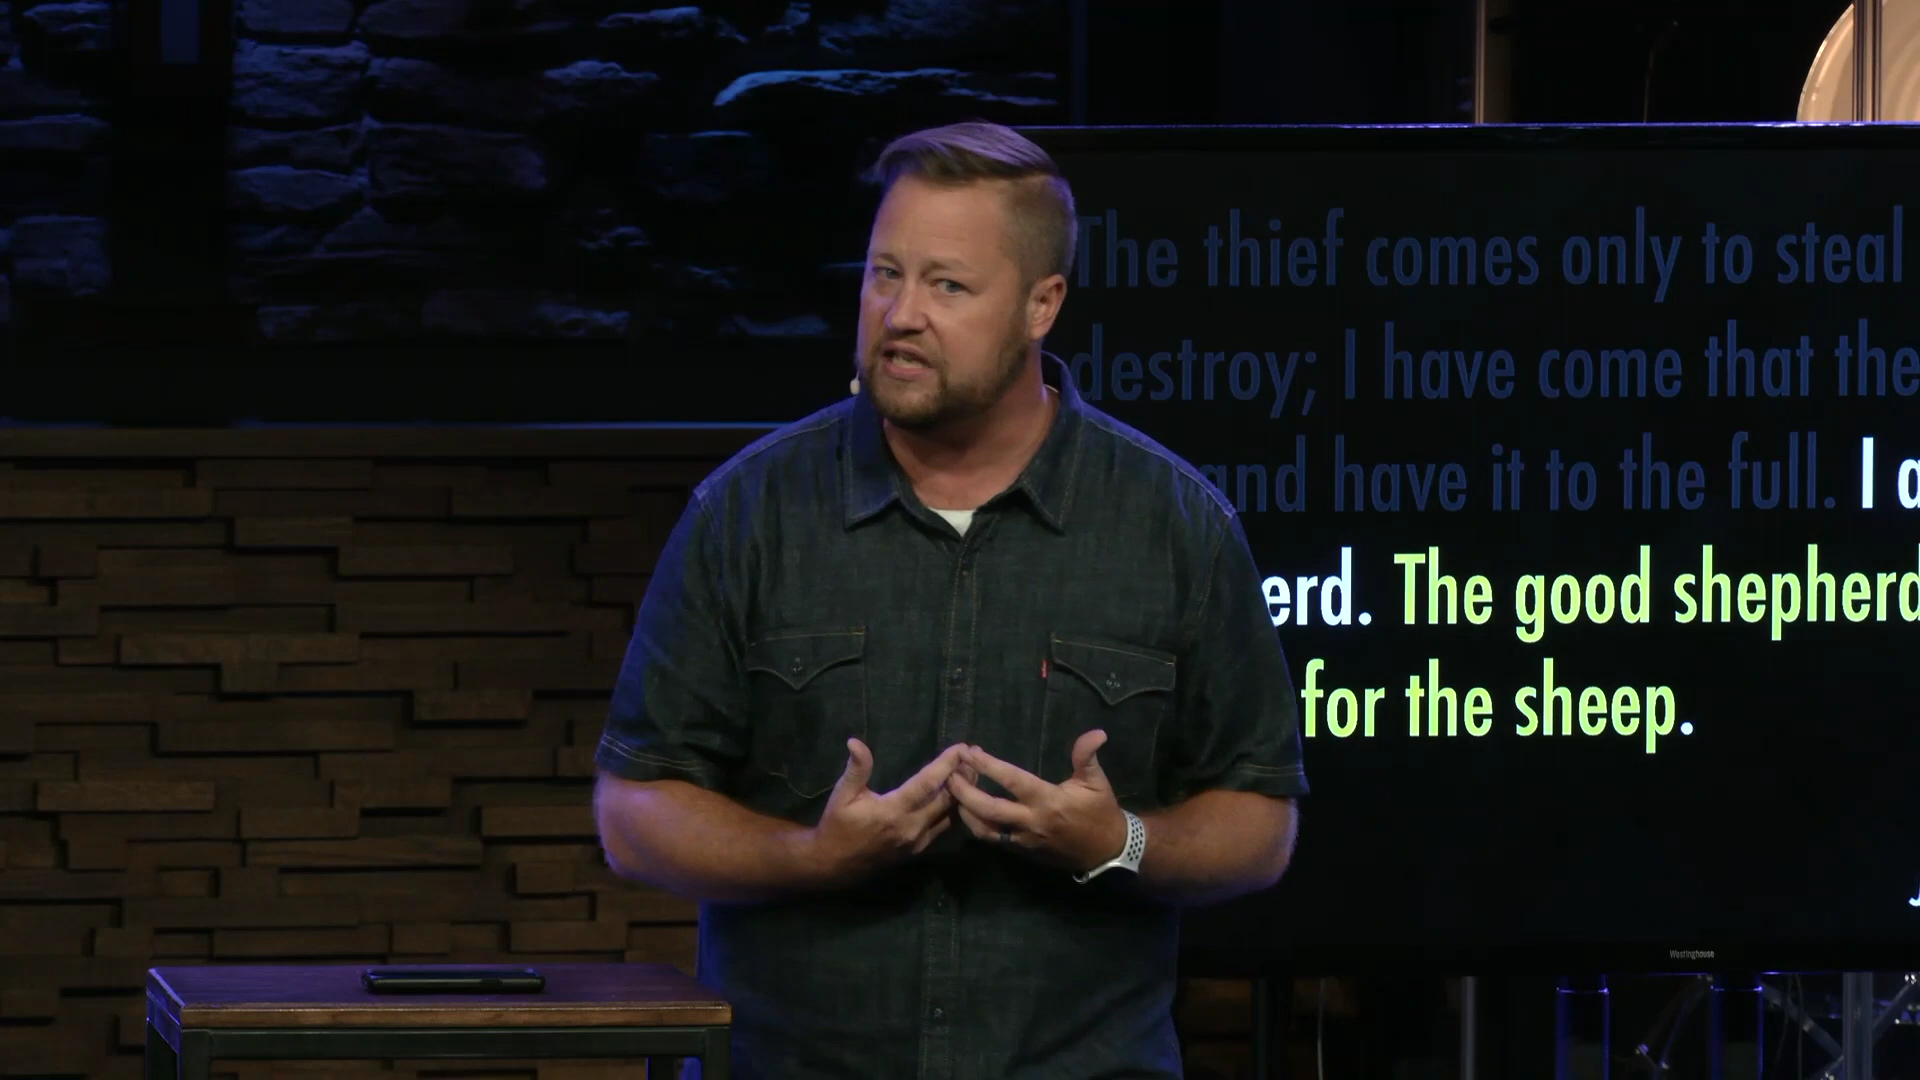 The thief comes only to steal
destroy; I have come that the
and have it to the full. I a
erd. The good shepherd
for the sheep.
Westinghouse